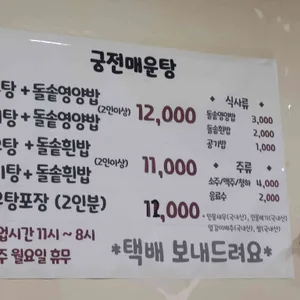 궁전매운탕
탕 + 돌솥영양밥
탕 + 돌솥영양밥
(2인이상) 12,000
탕 + 돌솥흰밥
탕 + 돌솥흰밥
(2인이상) 11,000
탕포장 (2인분) 12,000
업시간 11시 ~ 8시
주 월요일 휴무
* 식사류
돌솥영양밥 3,000
돌솥흰밥 2,000
공기밥 1,000
* 주류
소주/맥주/청하 4,000
음료수 2,000
*택배 보내드려요*